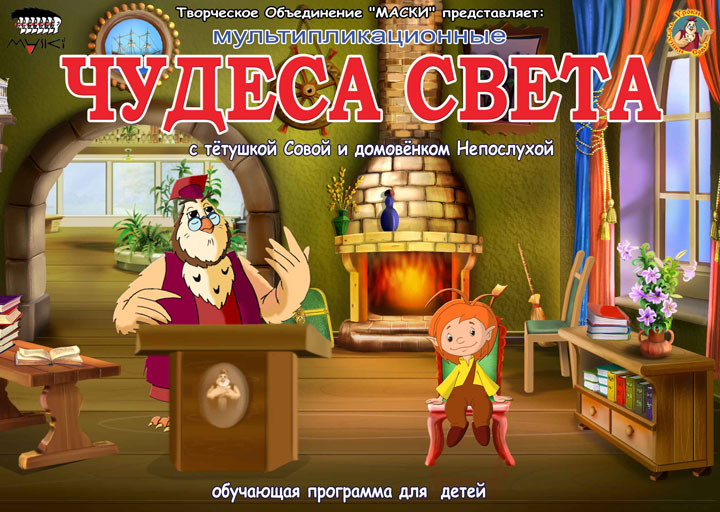 Творческое Объединение "МАСКИ" представляет:
мультипликационные
ЧУДЕСА СВЕТА
с тётушкой Совой и домовёнком Непослухой
обучающая программа для детей